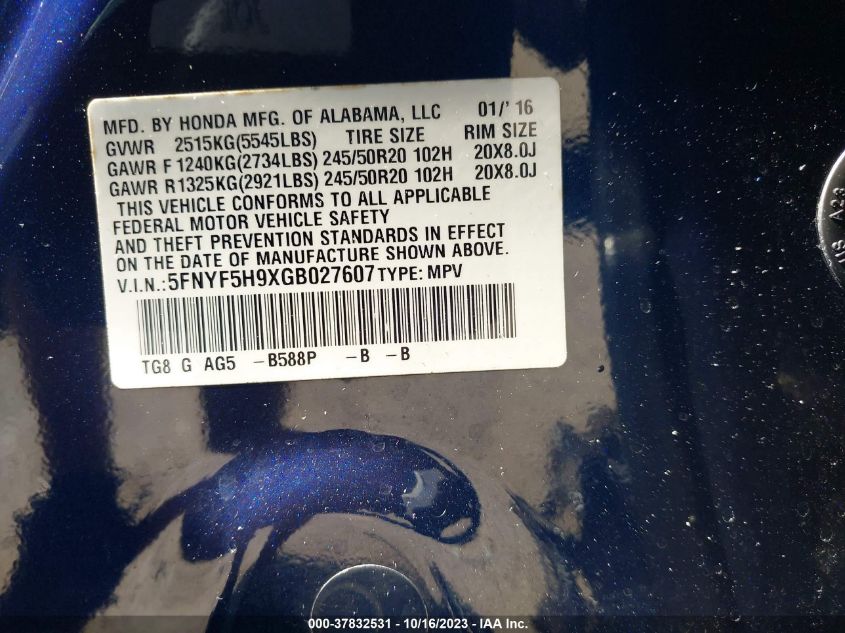 MFD. BY HONDA MFG. OF ALABAMA, LLC 01/'16
GVWR 2515KG(5545LBS) TIRE SIZE RIM SIZE
GAWR F 1240KG(2734LBS) 245/50R20 102H 20X8.0J
GAWR R1325KG(2921LBS) 245/50R20 102H 20X8.0J
THIS VEHICLE CONFORMS TO ALL APPLICABLE
FEDERAL MOTOR VEHICLE SAFETY
AND THEFT PREVENTION STANDARDS IN EFFECT
ON THE DATE OF MANUFACTURE SHOWN ABOVE.
V.I.N.:5FNYF5H9XGB027607 TYPE: MPV
TG8 G AG5 -B588P -B -B
000-37832531 - 10/16/2023 - IAAI.com